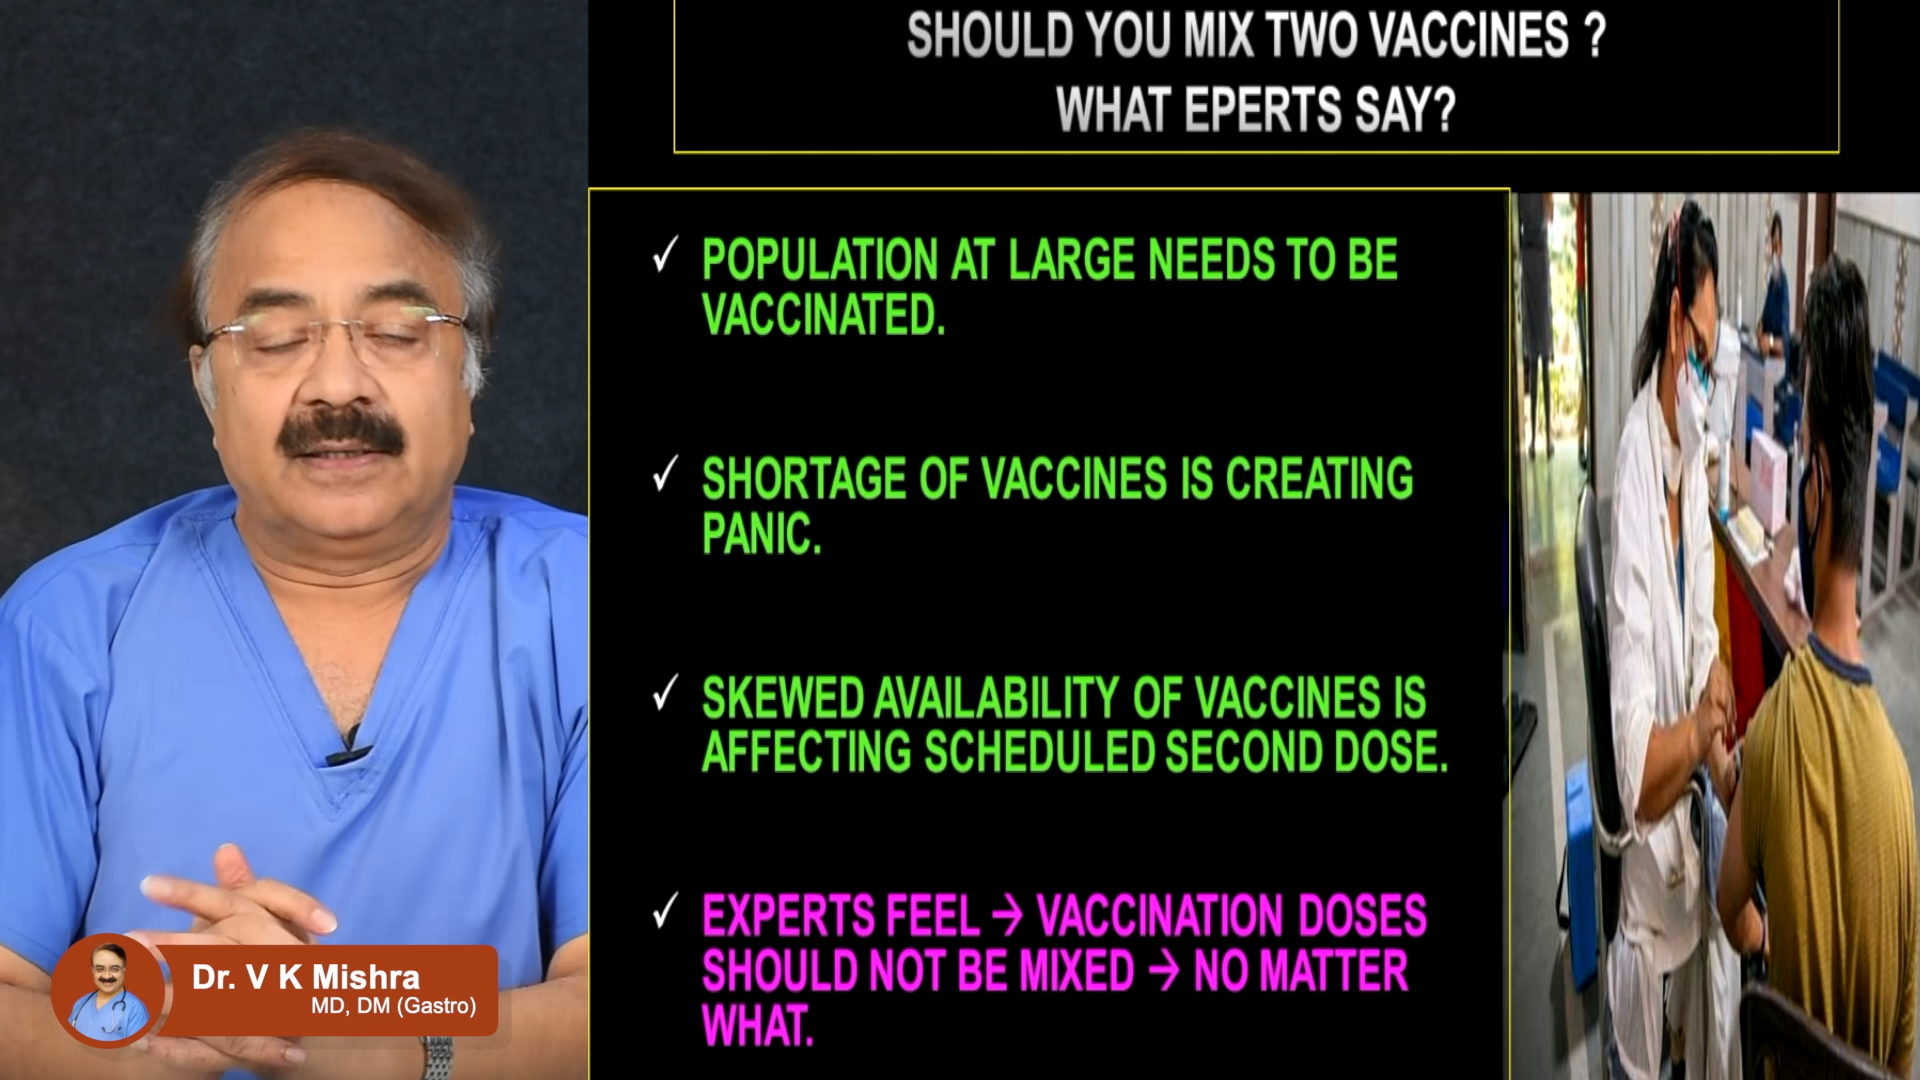 SHOULD YOU MIX TWO VACCINES ?
WHAT EPERTS SAY?
✓ POPULATION AT LARGE NEEDS TO BE
VACCINATED.
✓ SHORTAGE OF VACCINES IS CREATING
PANIC.
✓ SKEWED AVAILABILITY OF VACCINES IS
AFFECTING SCHEDULED SECOND DOSE.
✓ EXPERTS FEEL → VACCINATION DOSES
SHOULD NOT BE MIXED → NO MATTER
WHAT.
Dr. V K Mishra
MD, DM (Gastro)